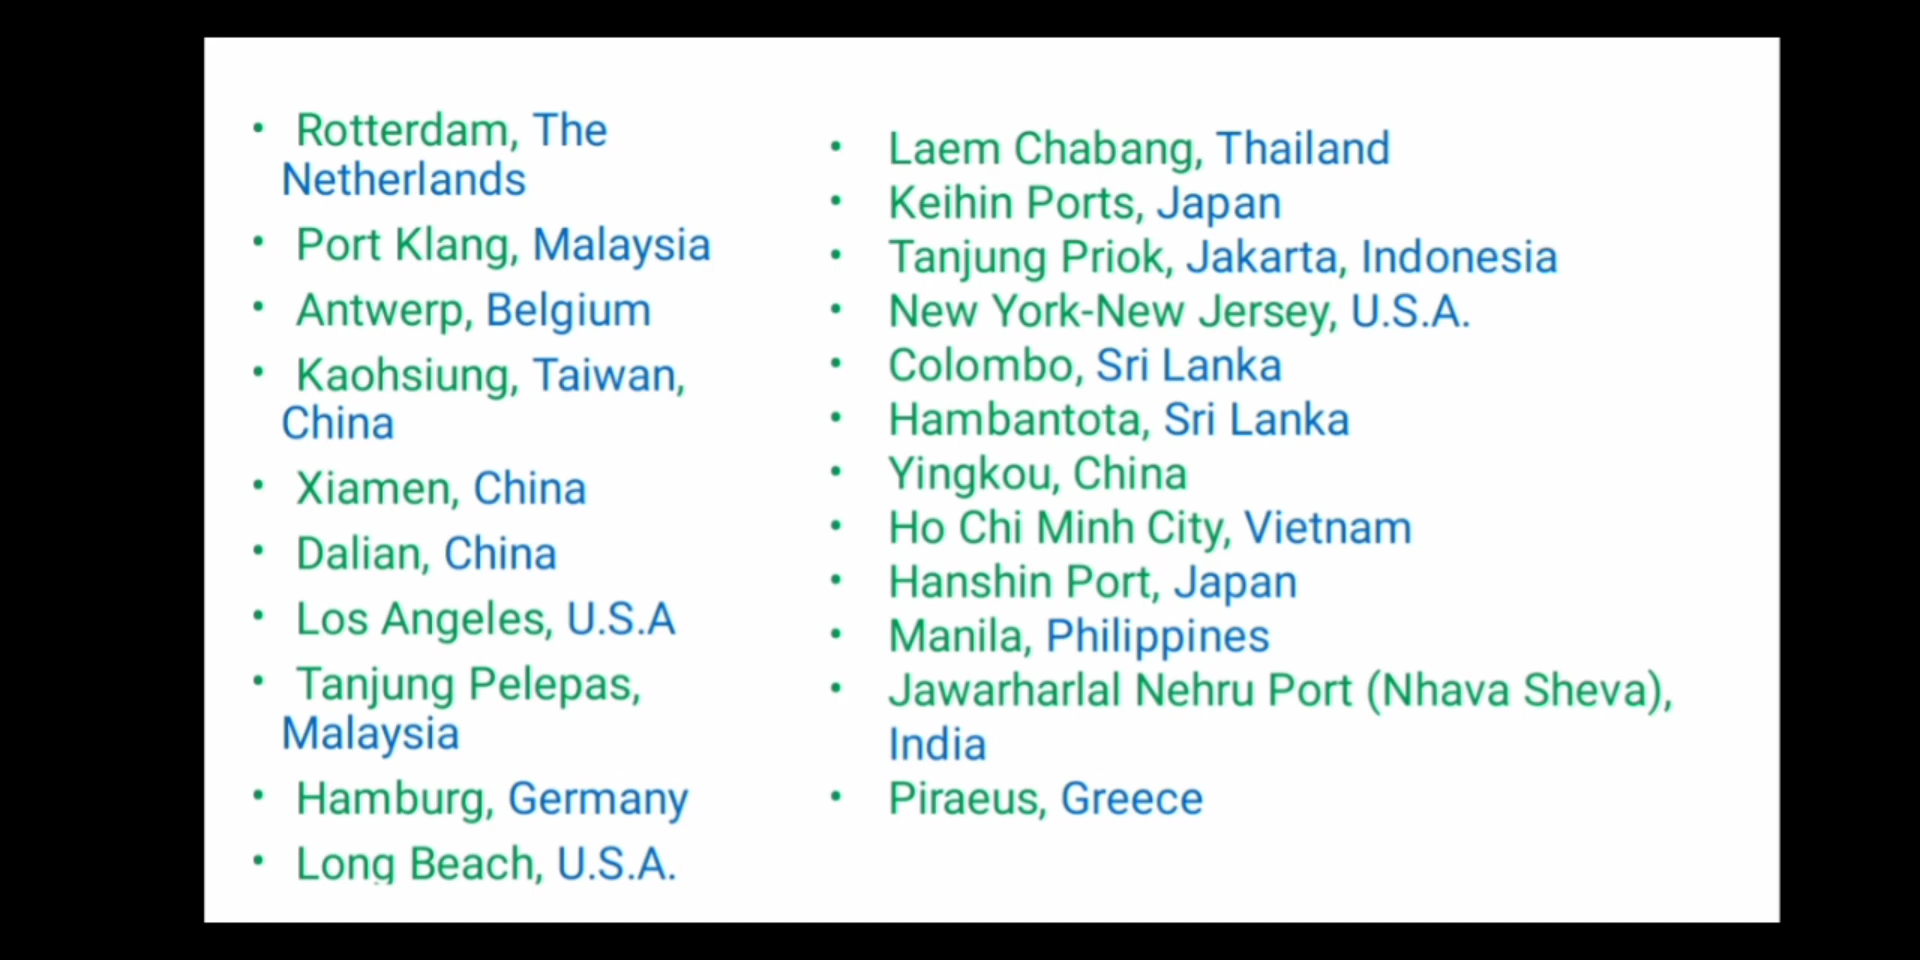 • Rotterdam, The
Netherlands
• Port Klang, Malaysia
• Antwerp, Belgium
• Kaohsiung, Taiwan,
China
• Xiamen, China
• Dalian, China
• Los Angeles, U.S.A
• Tanjung Pelepas,
Malaysia
• Hamburg, Germany
• Long Beach, U.S.A.
• Laem Chabang, Thailand
• Keihin Ports, Japan
• Tanjung Priok, Jakarta, Indonesia
• New York-New Jersey, U.S.A.
• Colombo, Sri Lanka
• Hambantota, Sri Lanka
• Yingkou, China
• Ho Chi Minh City, Vietnam
• Hanshin Port, Japan
• Manila, Philippines
• Jawarharlal Nehru Port (Nhava Sheva),
India
• Piraeus, Greece